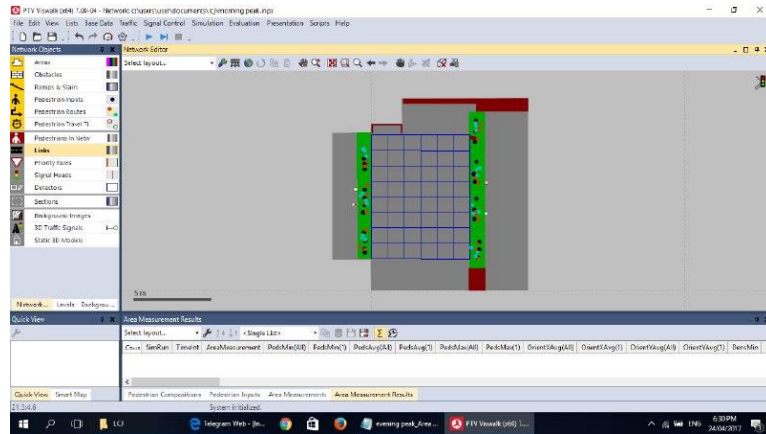 PTV Viswalk (x64) 7.00-04 - Network: c:\users\user\documents\cj\morning peak.inpx
File Edit View Lists Base Data Traffic Signal Control Simulation Evaluation Presentation Scripts Help
Network Objects
Network Editor
Select layout...
Areas
Obstacles
Ramps & Stairs
Pedestrian Inputs
Pedestrian Routes
Pedestrian Travel Ti
Pedestrians In Netw
Links
Priority Rules
Signal Heads
Detectors
Sections
Background Images
3D Traffic Signals
Static 3D Models
5 m
Network... Levels Backgrou...
Quick View
Area Measurement Results
Select layout... <Single List>
SimRun TimeInt AreaMeasurement PedsMin(All) PedsMin(1) PedsAvg(All) PedsAvg(1) PedsMax(All) PedsMax(1) OrientXAvg(All) OrientXAvg(1) OrientYAvg(All) OrientYAvg(1) DensMin
Quick View Smart Map
Pedestrian Compositions Pedestrian Inputs Area Measurements Area Measurement Results
System initialized.
Telegram Web
evening peak_Area ...
PTV Viswalk (x64) 7....
ENG
6:30 PM
24/04/2017